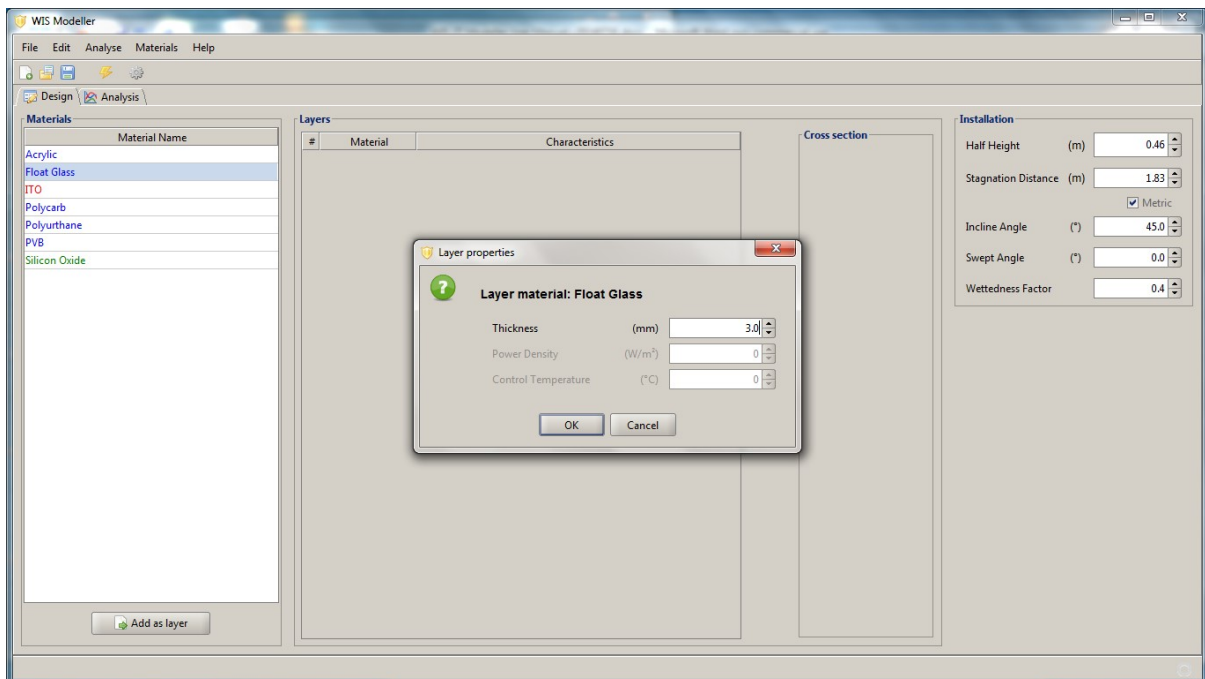 WIS Modeller
File Edit Analyse Materials Help
Design Analysis
Materials
Material Name
Acrylic
Float Glass
ITO
Polycarb
Polyurthane
PVB
Silicon Oxide
Add as layer
Layers
# Material Characteristics
Cross section
Layer properties
Layer material: Float Glass
Thickness (mm) 3.0
Power Density (W/m²) 0
Control Temperature (°C) 0
OK Cancel
Installation
Half Height (m) 0.46
Stagnation Distance (m) 1.83
Metric
Incline Angle (°) 45.0
Swept Angle (°) 0.0
Wettedness Factor 0.4